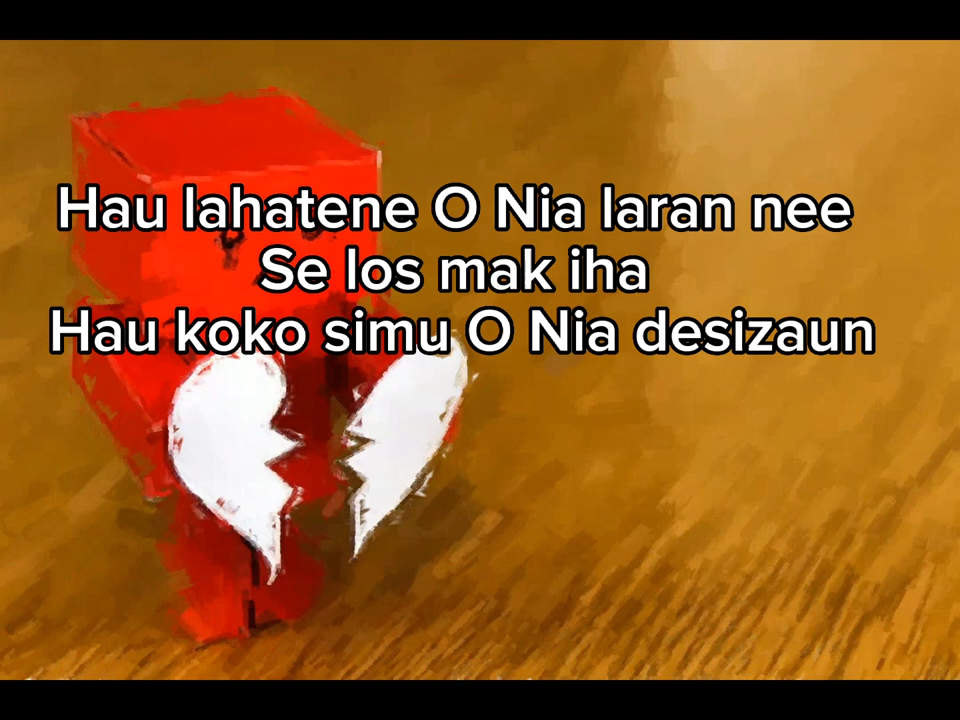 Hau lahatene O Nia laran nee
Se los mak iha
Hau koko simu O Nia desizaun